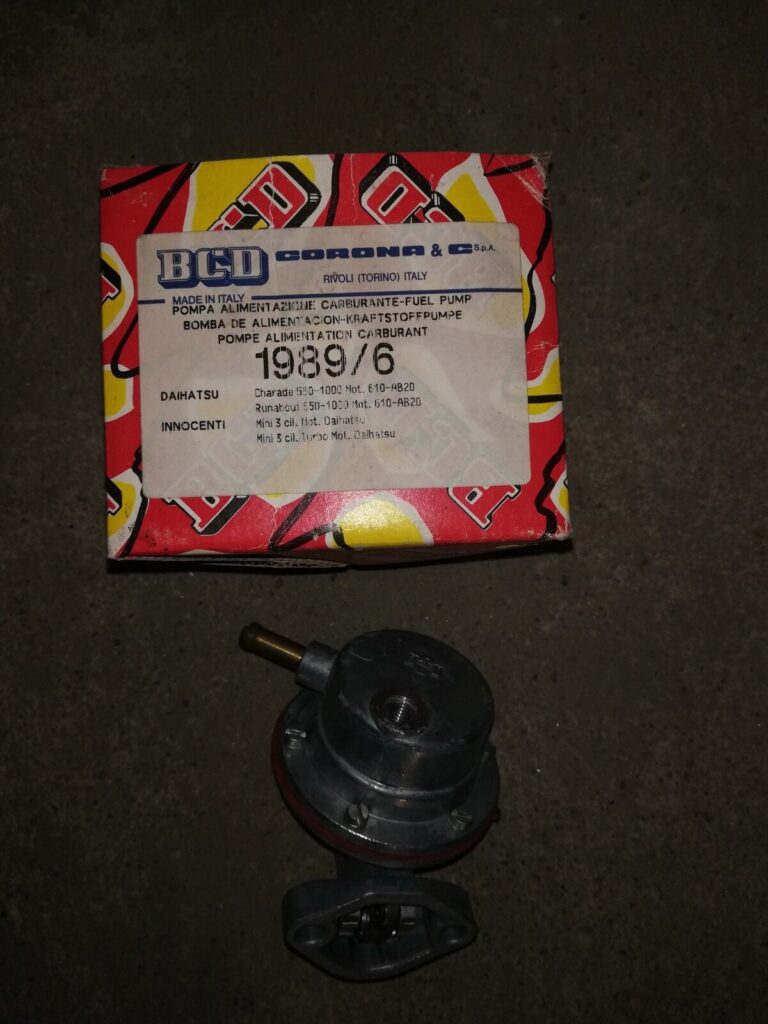 BCD CORONA & C S.p.A.
RIVOLI (TORINO) ITALY
MADE IN ITALY
POMPA ALIMENTAZIONE CARBURANTE-FUEL PUMP
BOMBA DE ALIMENTACION-KRAFTSTOFFPUMPE
POMPE ALIMENTATION CARBURANT
1989/6
DAIHATSU Charade 550-1000 Mot. 610-AB20
Runabout 550-1000 Mot. 610-AB20
INNOCENTI Mini 3 cil. Mot. Daihatsu
Mini 3 cil. Turbo Mot. Daihatsu